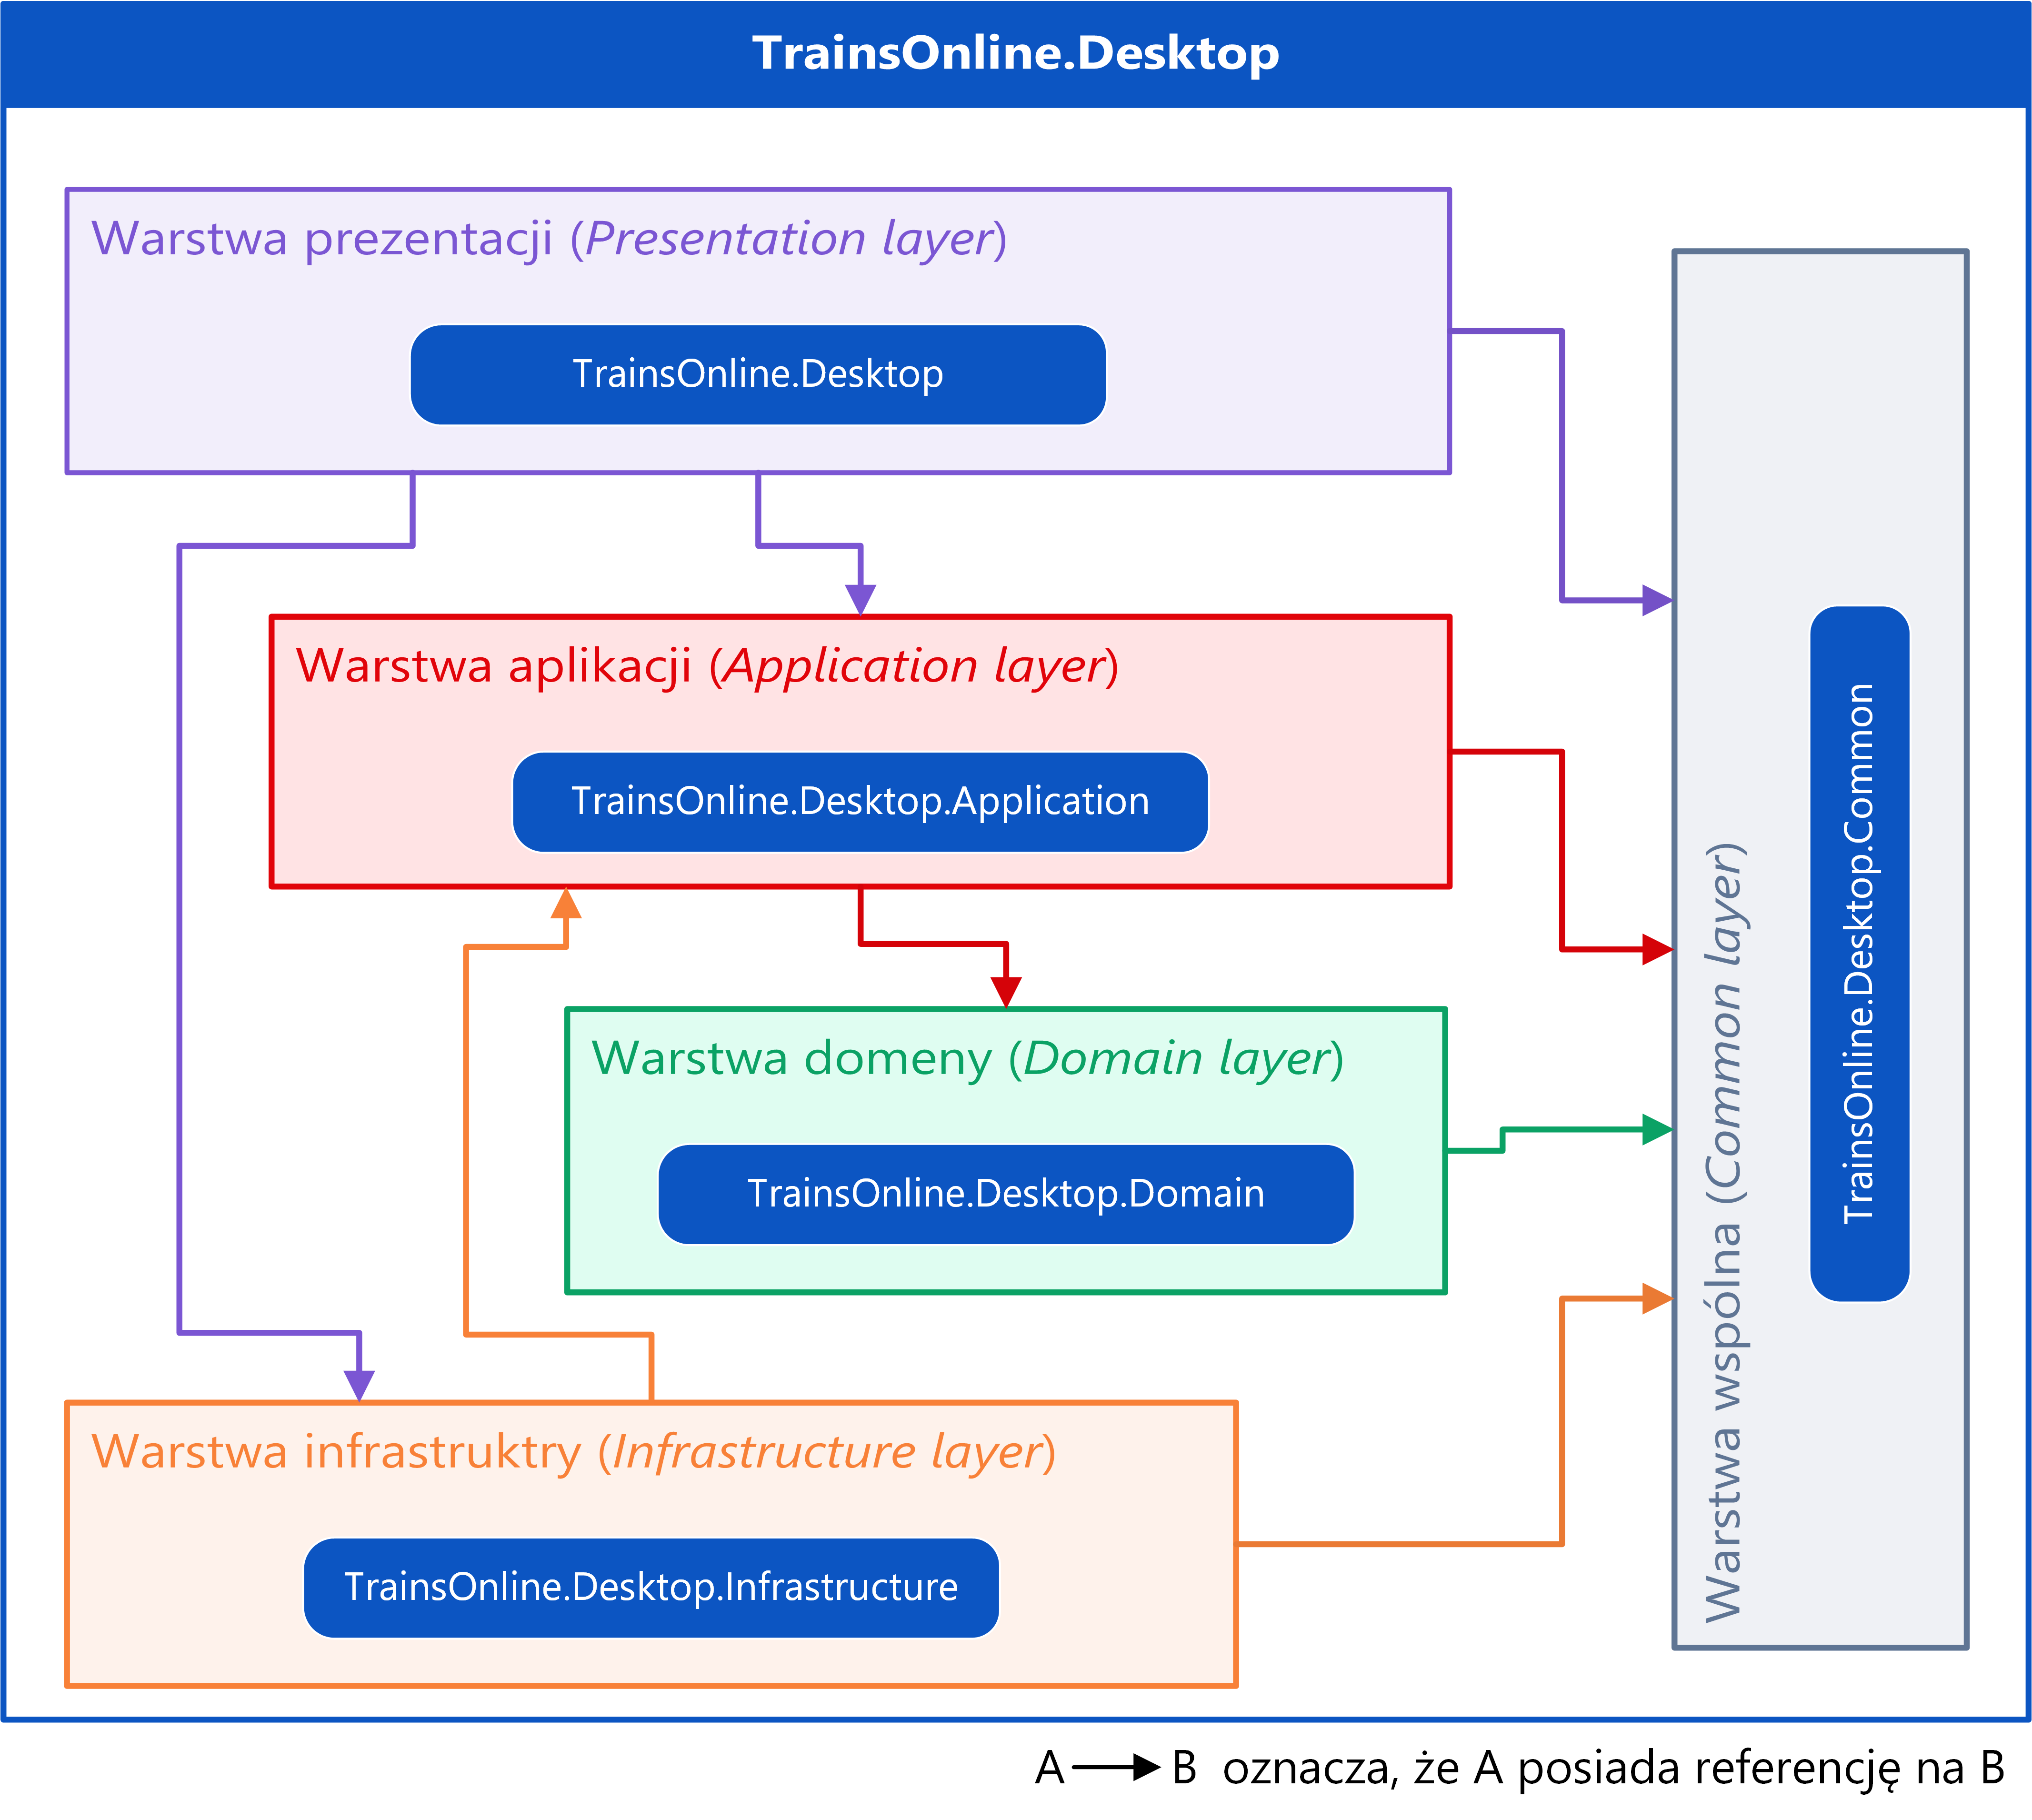 TrainsOnline.Desktop
Warstwa prezentacji (Presentation layer)
TrainsOnline.Desktop
Warstwa aplikacji (Application layer)
TrainsOnline.Desktop.Application
Warstwa domeny (Domain layer)
TrainsOnline.Desktop.Domain
Warstwa infrastruktry (Infrastructure layer)
TrainsOnline.Desktop.Infrastructure
Warstwa wspólna (Common layer)
TrainsOnline.Desktop.Common
A B oznacza, że A posiada referencję na B